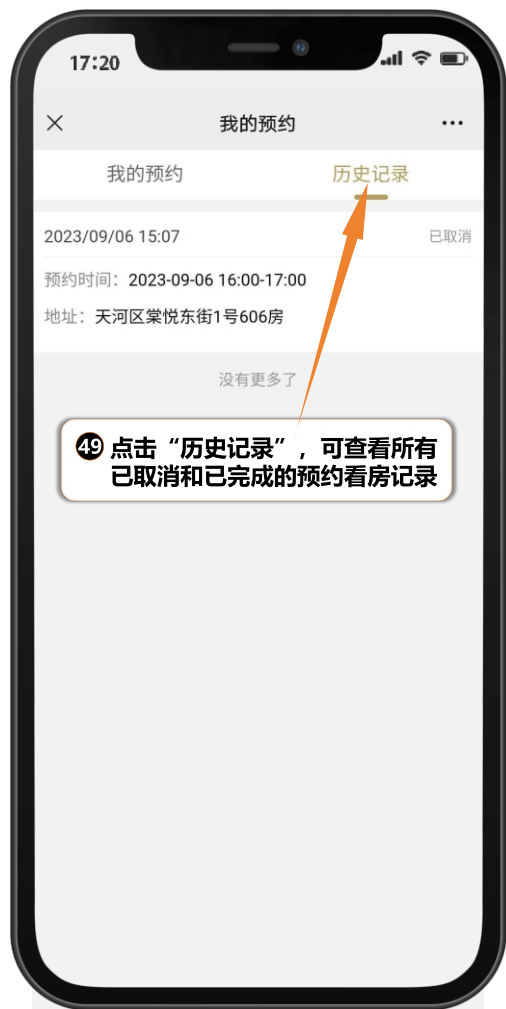 17:20
我的预约
我的预约 历史记录
2023/09/06 15:07 已取消
预约时间：2023-09-06 16:00-17:00
地址：天河区棠悦东街1号606房
没有更多了
49 点击“历史记录”，可查看所有
已取消和已完成的预约看房记录